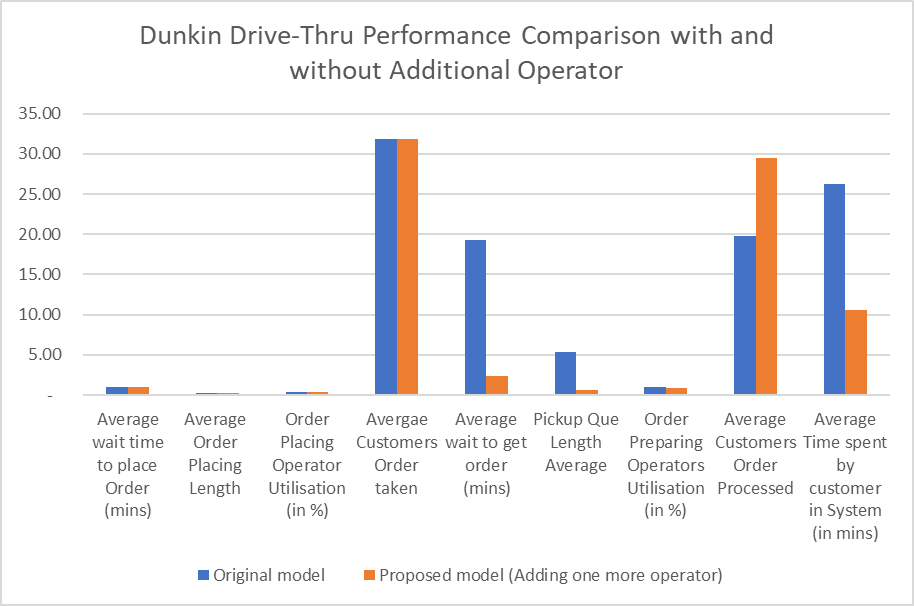 Dunkin Drive-Thru Performance Comparison with and
without Additional Operator
35.00
30.00
25.00
20.00
15.00
10.00
5.00
-
Average
wait time
to place
Order
(mins)
Average
Order
Placing
Length
Order
Placing
Operator
Utilisation
(in %)
Avergae
Customers
Order
taken
Average
wait to get
order
(mins)
Pickup Que
Length
Average
Order
Preparing
Operators
Utilisation
(in %)
Average
Customers
Order
Processed
Average
Time spent
by
customer
in System
(in mins)
Original model
Proposed model (Adding one more operator)